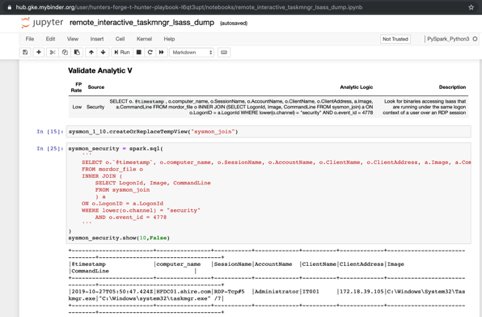 hub.gke.mybinder.org/user/hunters-forge-t-hunter-playbook-l6qt3upt/notebooks/remote_interactive_taskmngr_lsass_dump.ipynb
jupyter remote_interactive_taskmngr_lsass_dump (autosaved)
File Edit View Insert Cell Kernel Help
Not Trusted PySpark_Python3
Run Markdown
Validate Analytic V
FP Rate Source Analytic Logic Description
Low Security SELECT o.`@timestamp`, o.computer_name, o.SessionName, o.AccountName, o.ClientName, o.ClientAddress, a.Image, Look for binaries accessing lsass that
a.CommandLine FROM mordor_file o INNER JOIN (SELECT LogonId, Image, CommandLine FROM sysmon_join) a ON are running under the same logon
o.LogonID = a.LogonId WHERE lower(o.channel) = "security" AND o.event_id = 4778 context of a user over an RDP session
In [15]: sysmon_1_10.createOrReplaceTempView("sysmon_join")
In [25]: sysmon_security = spark.sql(
'''
SELECT o.`@timestamp`, o.computer_name, o.SessionName, o.AccountName, o.ClientName, o.ClientAddress, a.Image, a.Com
FROM mordor_file o
INNER JOIN (
SELECT LogonId, Image, CommandLine
FROM sysmon_join
) a
ON o.LogonID = a.LogonId
WHERE lower(o.channel) = "security"
AND o.event_id = 4778
'''
)
sysmon_security.show(10,False)
|@timestamp |computer_name |SessionName|AccountName |ClientName|ClientAddress|Image
|CommandLine |
|2019-10-27T05:50:47.424Z|HFDC01.shire.com|RDP-Tcp#5 |Administrator|IT001 |172.18.39.105|C:\Windows\System32\Tas
kmgr.exe|"C:\Windows\system32\taskmgr.exe" /7|